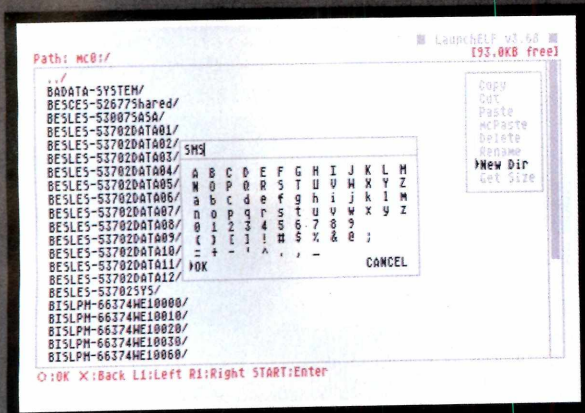 LaunchELF v3.68
Path: mc0:/ [93.0KB free]
../
BADATA-SYSTEM/
BESCES-52677Shared/
BESLES-53007SASA/
BESLES-53702DATA01/
BESLES-53702DATA02/
BESLES-53702DATA03/
BESLES-53702DATA04/
BESLES-53702DATA05/
BESLES-53702DATA06/
BESLES-53702DATA07/
BESLES-53702DATA08/
BESLES-53702DATA09/
BESLES-53702DATA10/
BESLES-53702DATA11/
BESLES-53702DATA12/
BESLES-53702SYS/
BISLPM-66374WE10000/
BISLPM-66374WE10010/
BISLPM-66374WE10020/
BISLPM-66374WE10030/
BISLPM-66374WE10060/
SMS
A B C D E F G H I J K L M
N O P Q R S T U V W X Y Z
a b c d e f g h i j k l m
n o p q r s t u v w x y z
0 1 2 3 4 5 6 7 8 9
( ) [ ] ! # $ % & @ ;
= + - ' ^ . , _
OK CANCEL
Copy
Cut
Paste
mcPaste
Delete
Rename
New Dir
Get Size
○:OK ✕:Back L1:Left R1:Right START:Enter